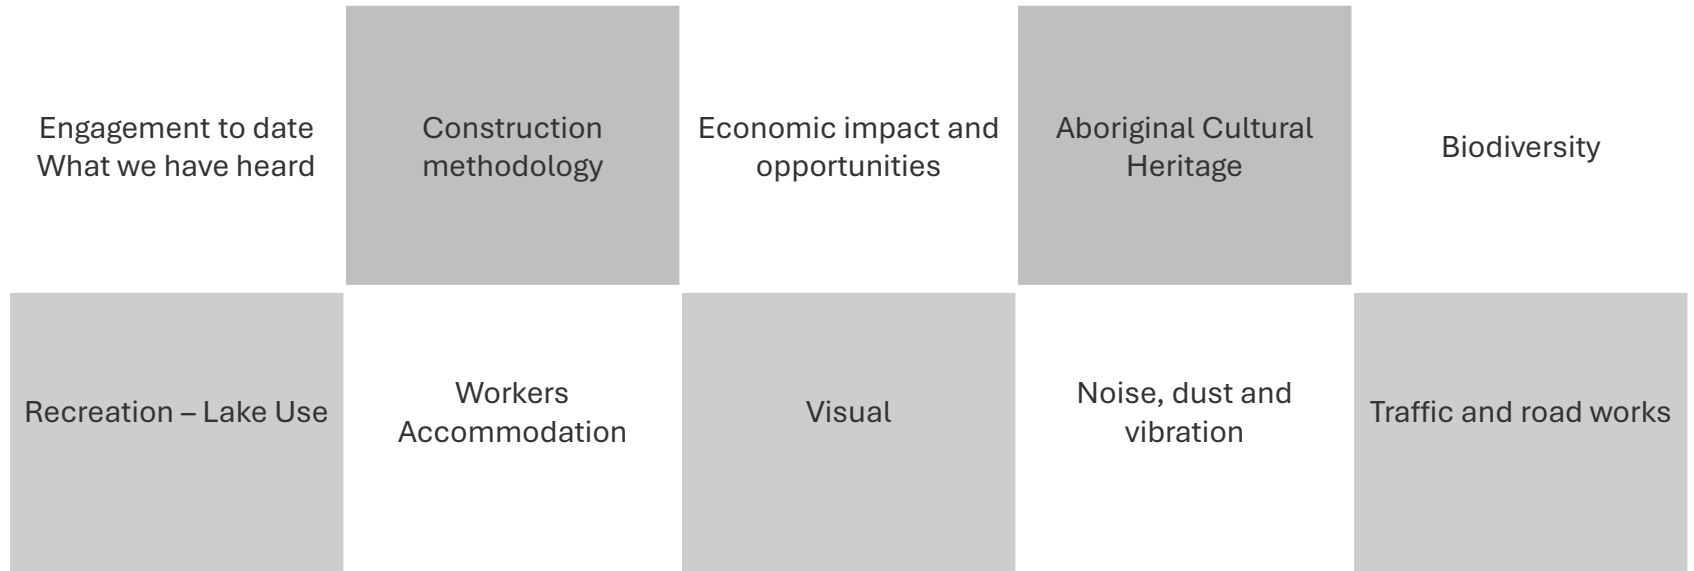 Engagement to date
What we have heard
Construction
methodology
Economic impact and
opportunities
Aboriginal Cultural
Heritage
Biodiversity
Recreation – Lake Use
Workers
Accommodation
Visual
Noise, dust and
vibration
Traffic and road works